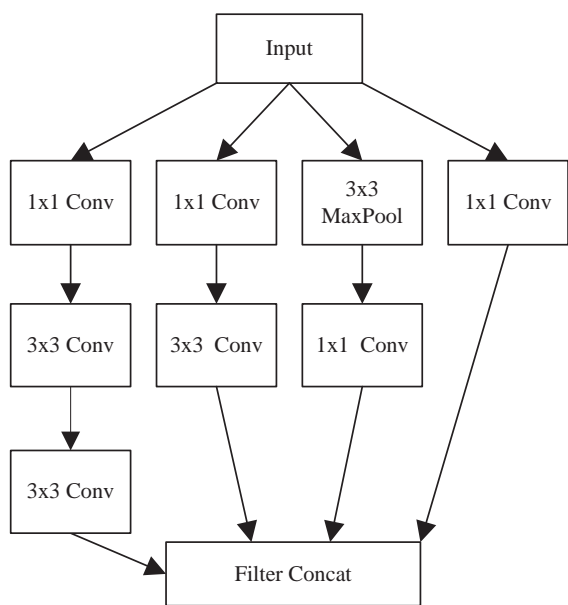 Input
1x1 Conv
1x1 Conv
3x3
MaxPool
1x1 Conv
3x3 Conv
3x3 Conv
1x1 Conv
3x3 Conv
Filter Concat